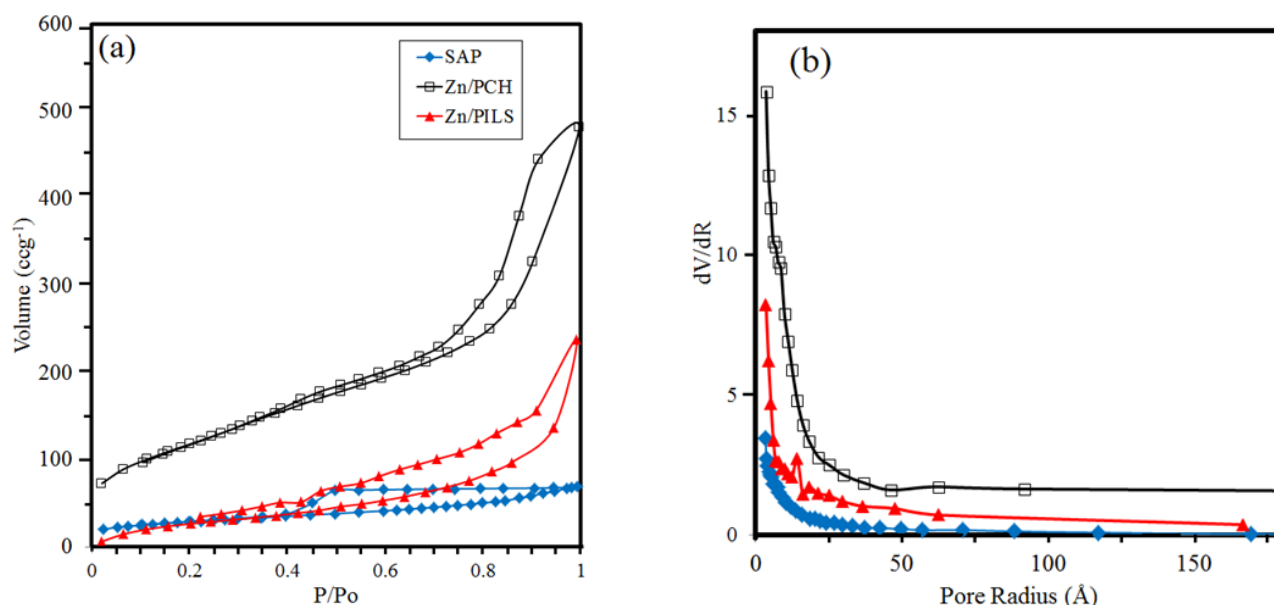 (a)
SAP
Zn/PCH
Zn/PILS
Volume (ccg⁻¹)
600
500
400
300
200
100
0
0 0.2 0.4 0.6 0.8 1
P/Po
(b)
dV/dR
15
10
5
0
0 50 100 150
Pore Radius (Å)